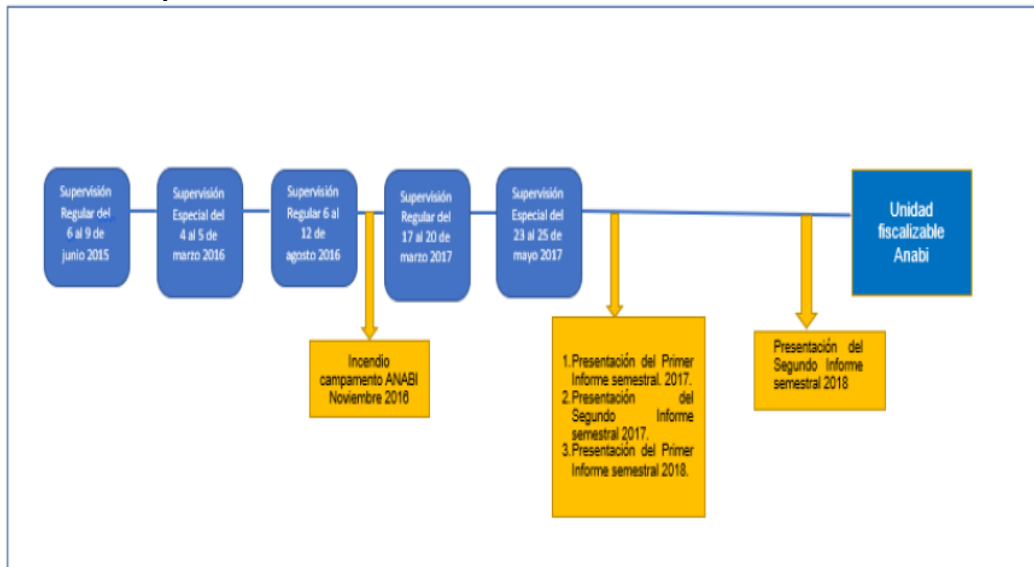 Supervisión
Regular del
6 al 9 de
junio 2015
Supervisión
Especial del
4 al 5 de
marzo 2016
Supervisión
Regular 6 al
12 de
agosto 2016
Supervisión
Regular del
17 al 20 de
marzo 2017
Supervisión
Especial del
23 al 25 de
mayo 2017
Unidad
fiscalizable
Anabi
Incendio
campamento ANABI
Noviembre 2016
1.Presentación del Primer
Informe semestral. 2017.
2.Presentación del
Segundo Informe
semestral 2017.
3.Presentación del Primer
Informe semestral 2018.
Presentación del
Segundo Informe
semestral 2018